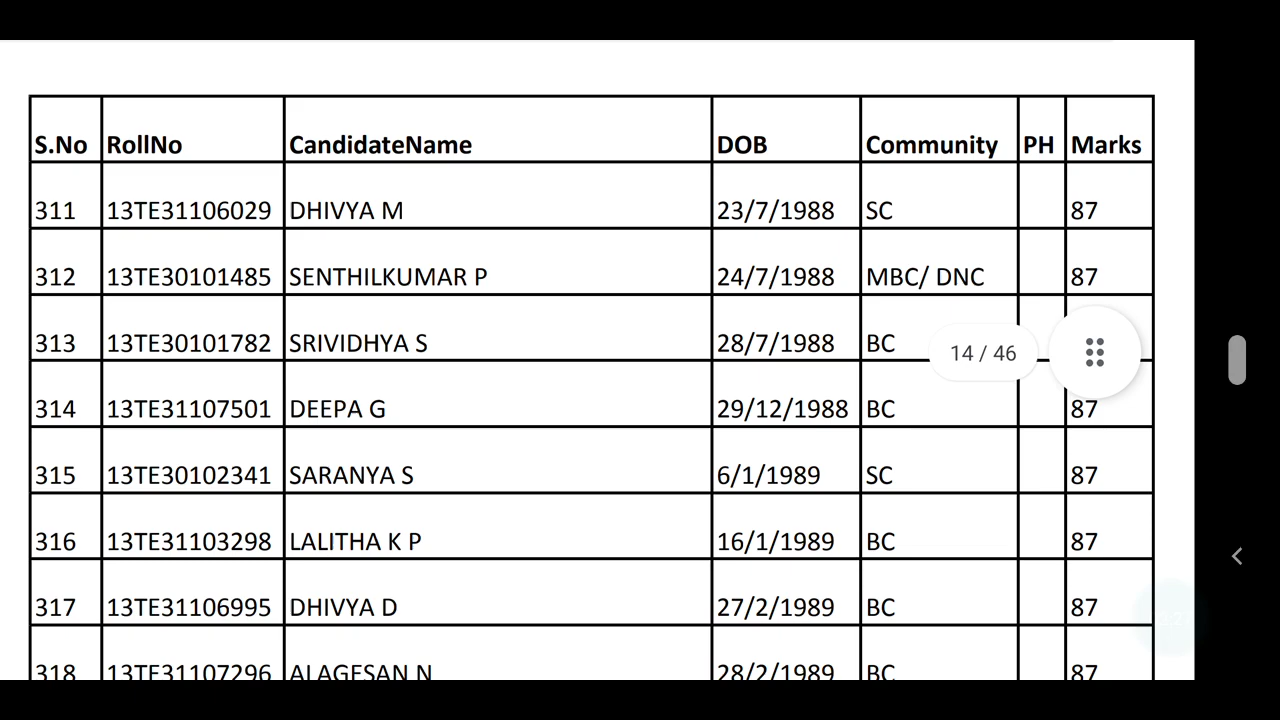 S.No RollNo CandidateName DOB Community PH Marks
311 13TE31106029 DHIVYA M 23/7/1988 SC 87
312 13TE30101485 SENTHILKUMAR P 24/7/1988 MBC/ DNC 87
313 13TE30101782 SRIVIDHYA S 28/7/1988 BC
14 / 46
314 13TE31107501 DEEPA G 29/12/1988 BC 87
315 13TE30102341 SARANYA S 6/1/1989 SC 87
316 13TE31103298 LALITHA K P 16/1/1989 BC 87
317 13TE31106995 DHIVYA D 27/2/1989 BC 87
318 13TE31107296 ALAGESAN N 28/2/1989 BC 87